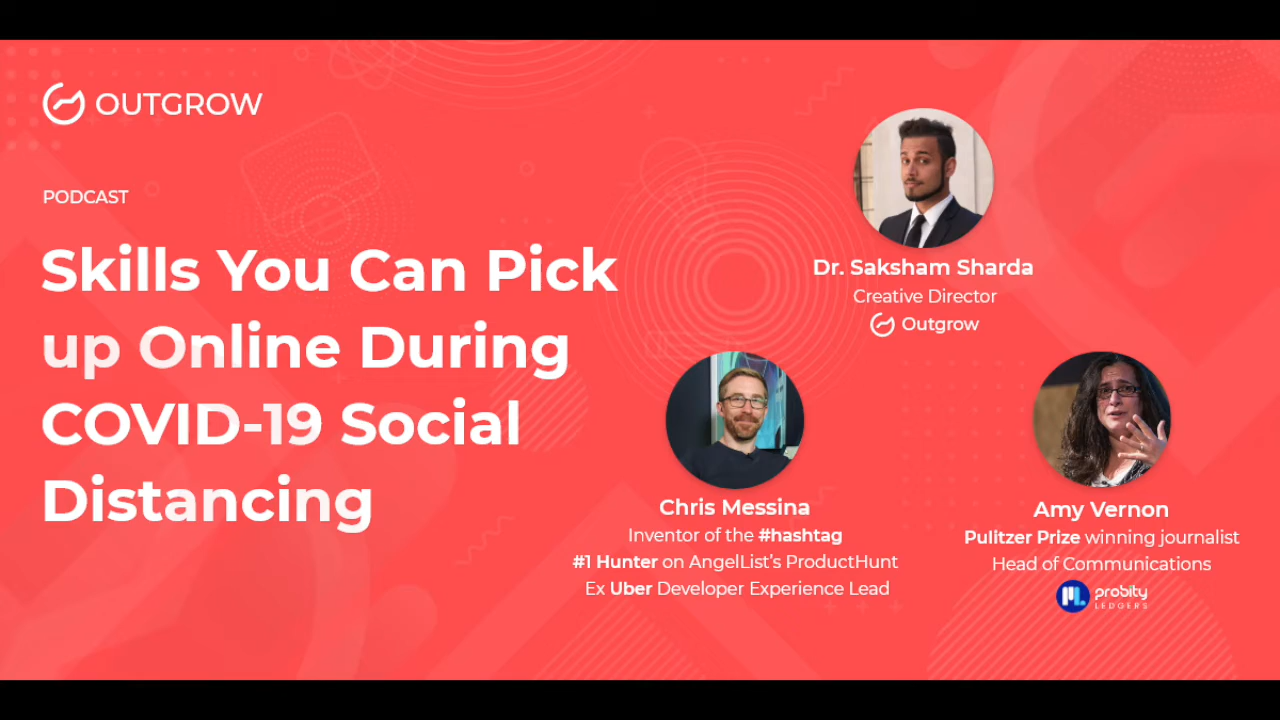 OUTGROW
PODCAST
Skills You Can Pick
up Online During
COVID-19 Social
Distancing
Dr. Saksham Sharda
Creative Director
Outgrow
Chris Messina
Inventor of the #hashtag
#1 Hunter on AngelList's ProductHunt
Ex Uber Developer Experience Lead
Amy Vernon
Pulitzer Prize winning journalist
Head of Communications
probity
LEDGERS